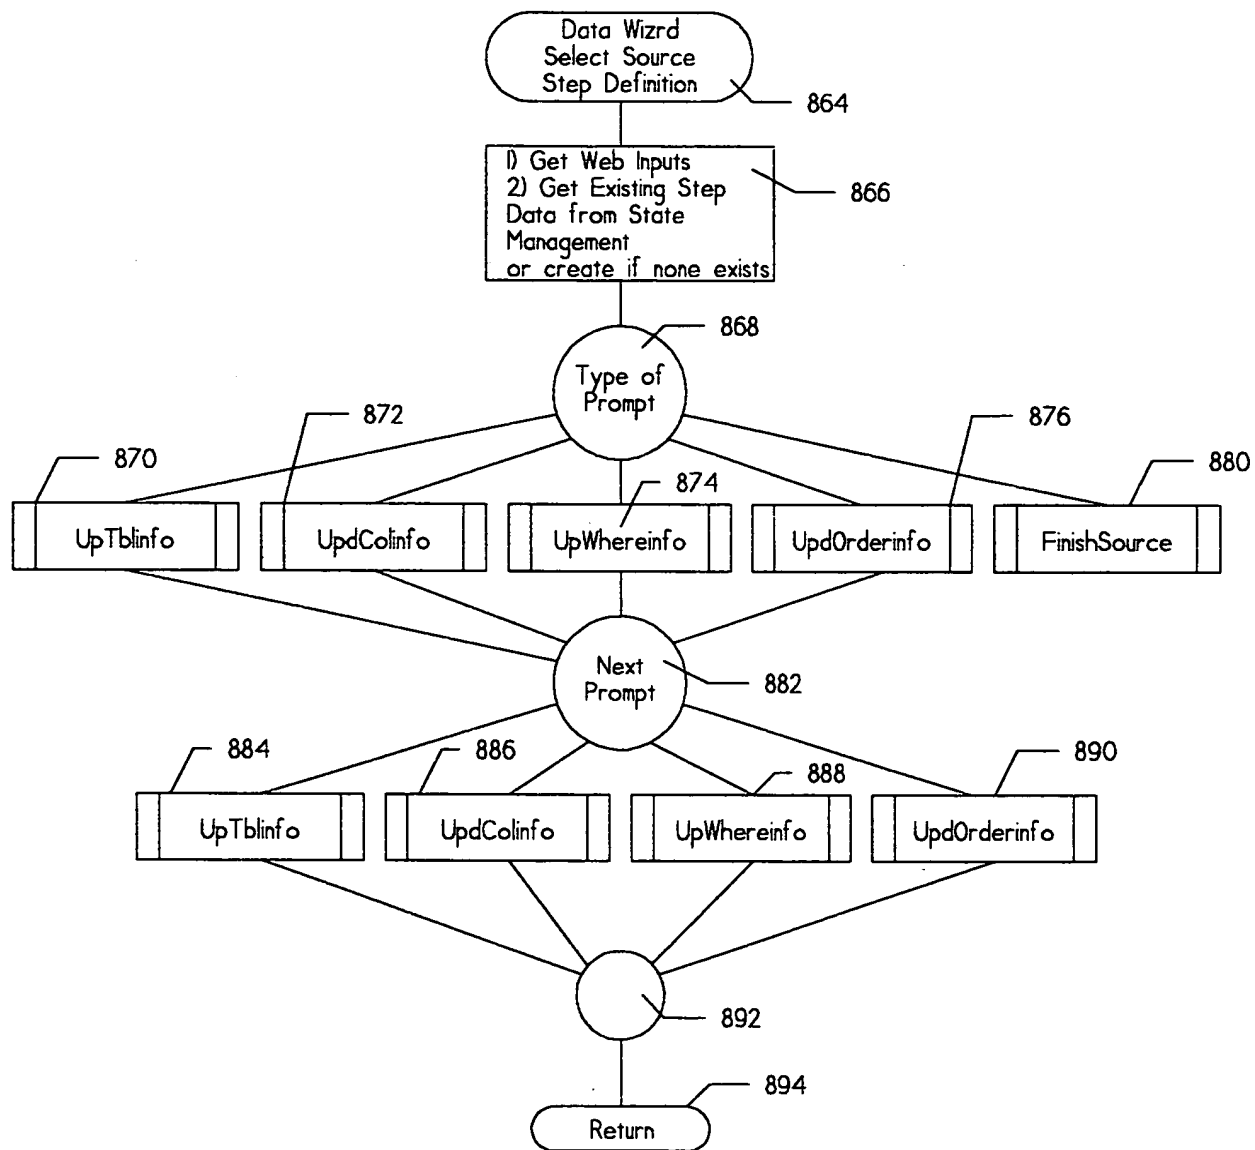 Data Wizrd
Select Source
Step Definition
864
1) Get Web Inputs
2) Get Existing Step
Data from State
Management
or create if none exists
866
868
Type of
Prompt
872
876
870
880
874
UpTblinfo
UpdColinfo
UpWhereinfo
UpdOrderinfo
FinishSource
Next
Prompt
882
884
886
888
890
UpTblinfo
UpdColinfo
UpWhereinfo
UpdOrderinfo
892
894
Return